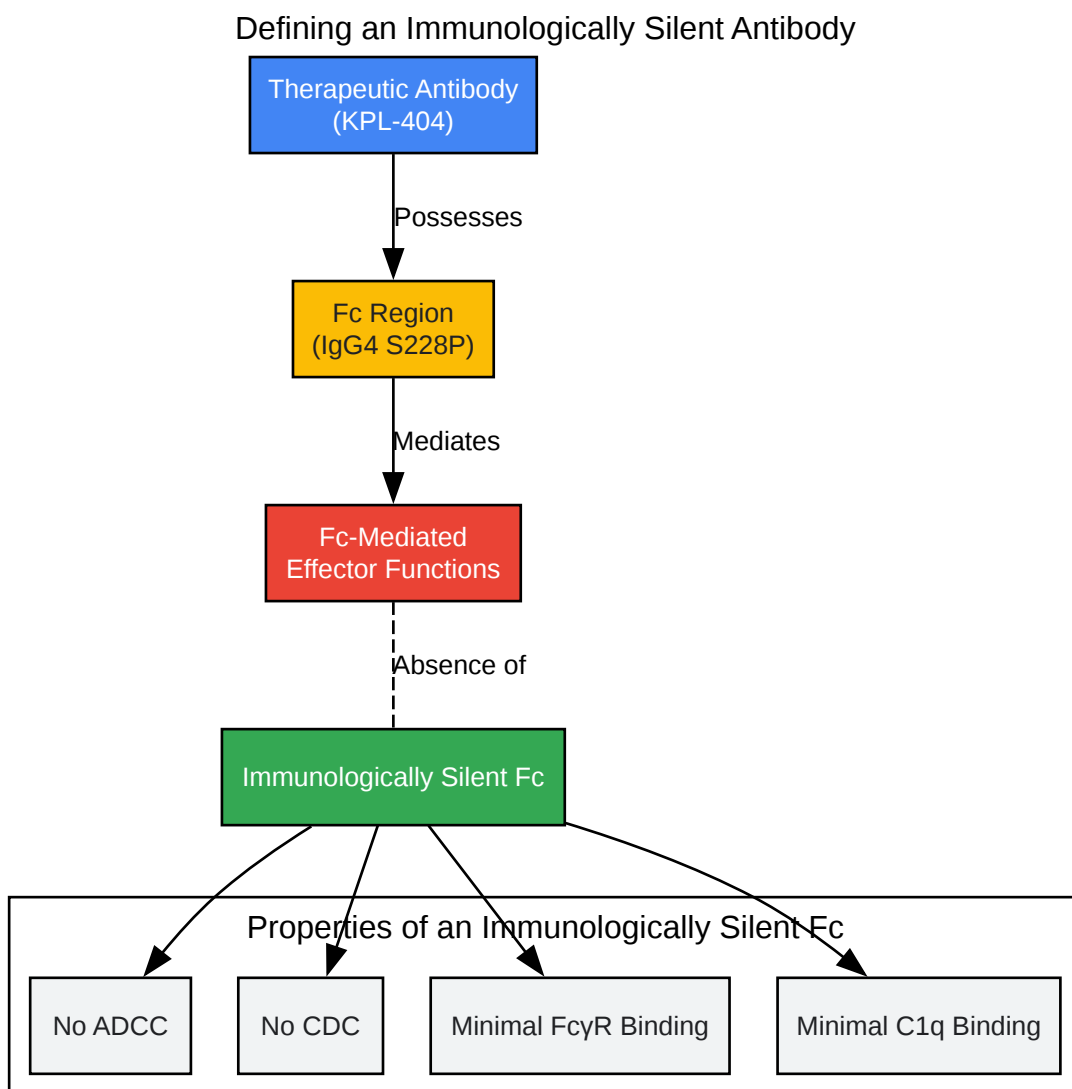 Defining an Immunologically Silent Antibody
Therapeutic Antibody
(KPL-404)
Possesses
Fc Region
(IgG4 S228P)
Mediates
Fc-Mediated
Effector Functions
Absence of
Immunologically Silent Fc
Properties of an Immunologically Silent Fc
No ADCC
No CDC
Minimal FcγR Binding
Minimal C1q Binding